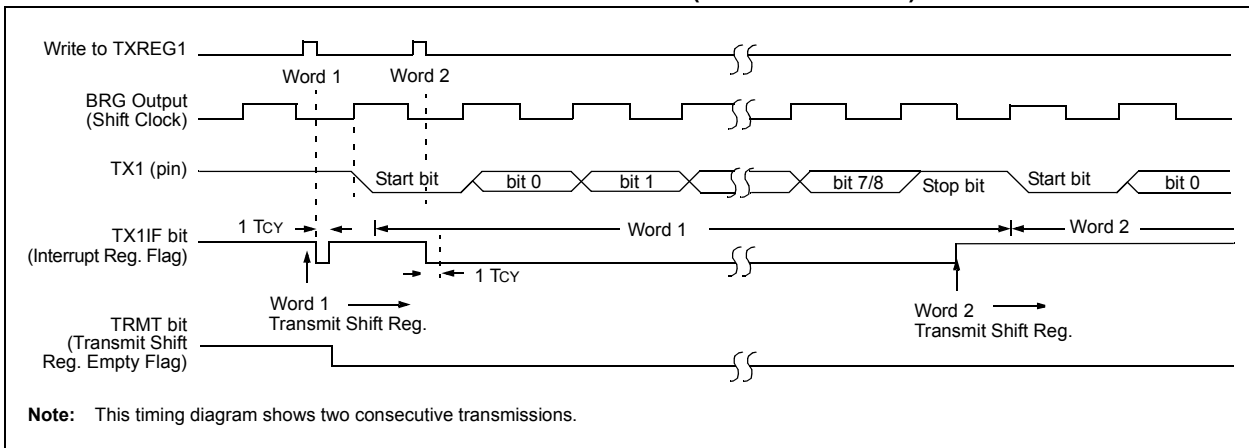 Write to TXREG1
Word 1
Word 2
BRG Output
(Shift Clock)
TX1 (pin)
Start bit
bit 0
bit 1
bit 7/8
Stop bit
Start bit
bit 0
1 TCY
Word 1
Word 2
TX1IF bit
(Interrupt Reg. Flag)
1 TCY
Word 1
Transmit Shift Reg.
Word 2
Transmit Shift Reg.
TRMT bit
(Transmit Shift
Reg. Empty Flag)
Note: This timing diagram shows two consecutive transmissions.